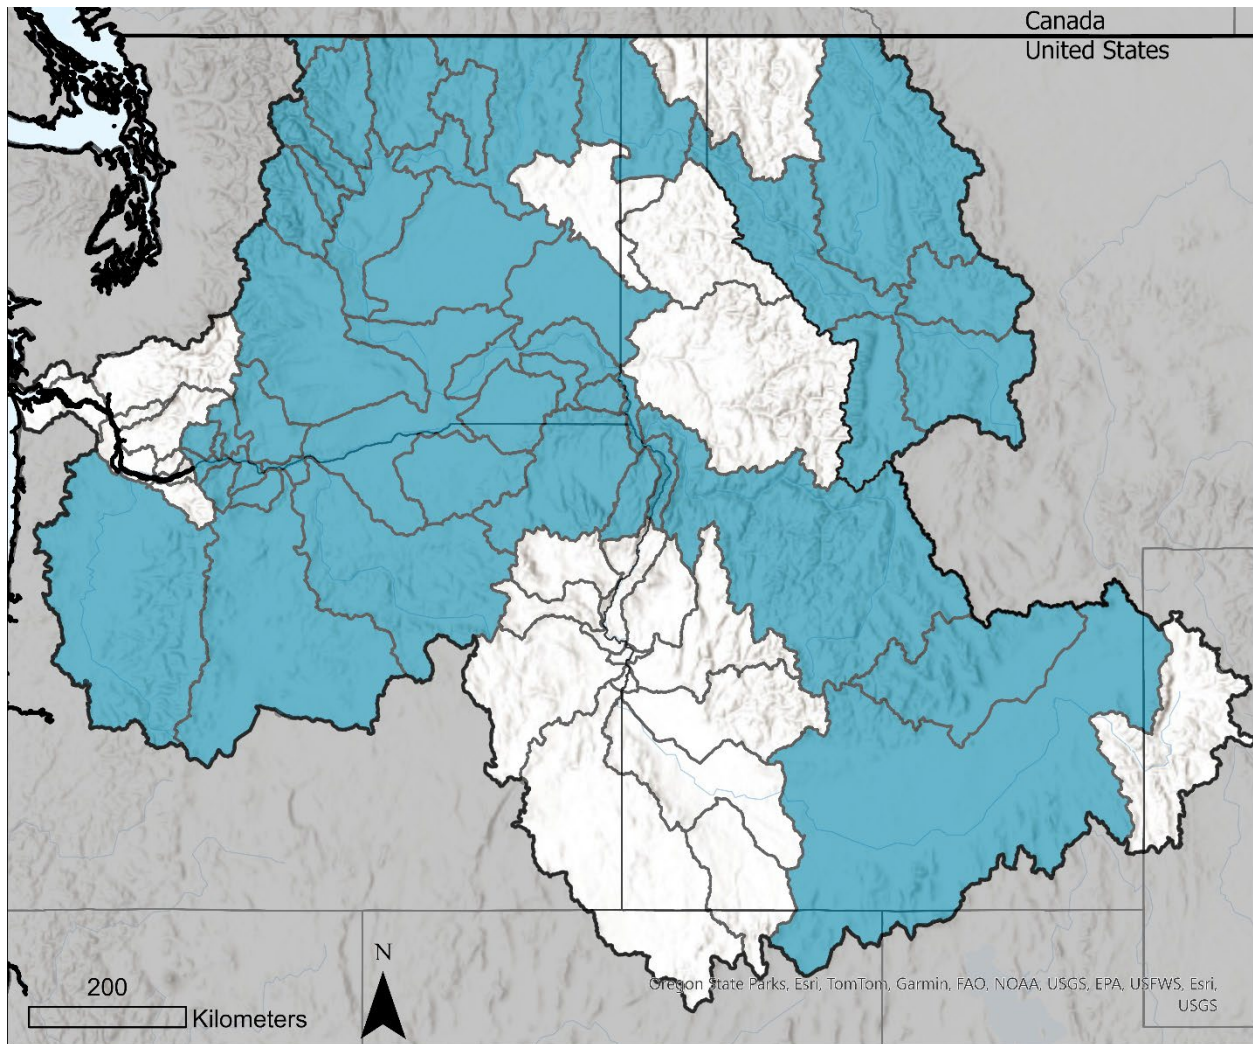 Canada
United States
N
200
Kilometers
Oregon State Parks, Esri, TomTom, Garmin, FAO, NOAA, USGS, EPA, USFWS, Esri,
USGS